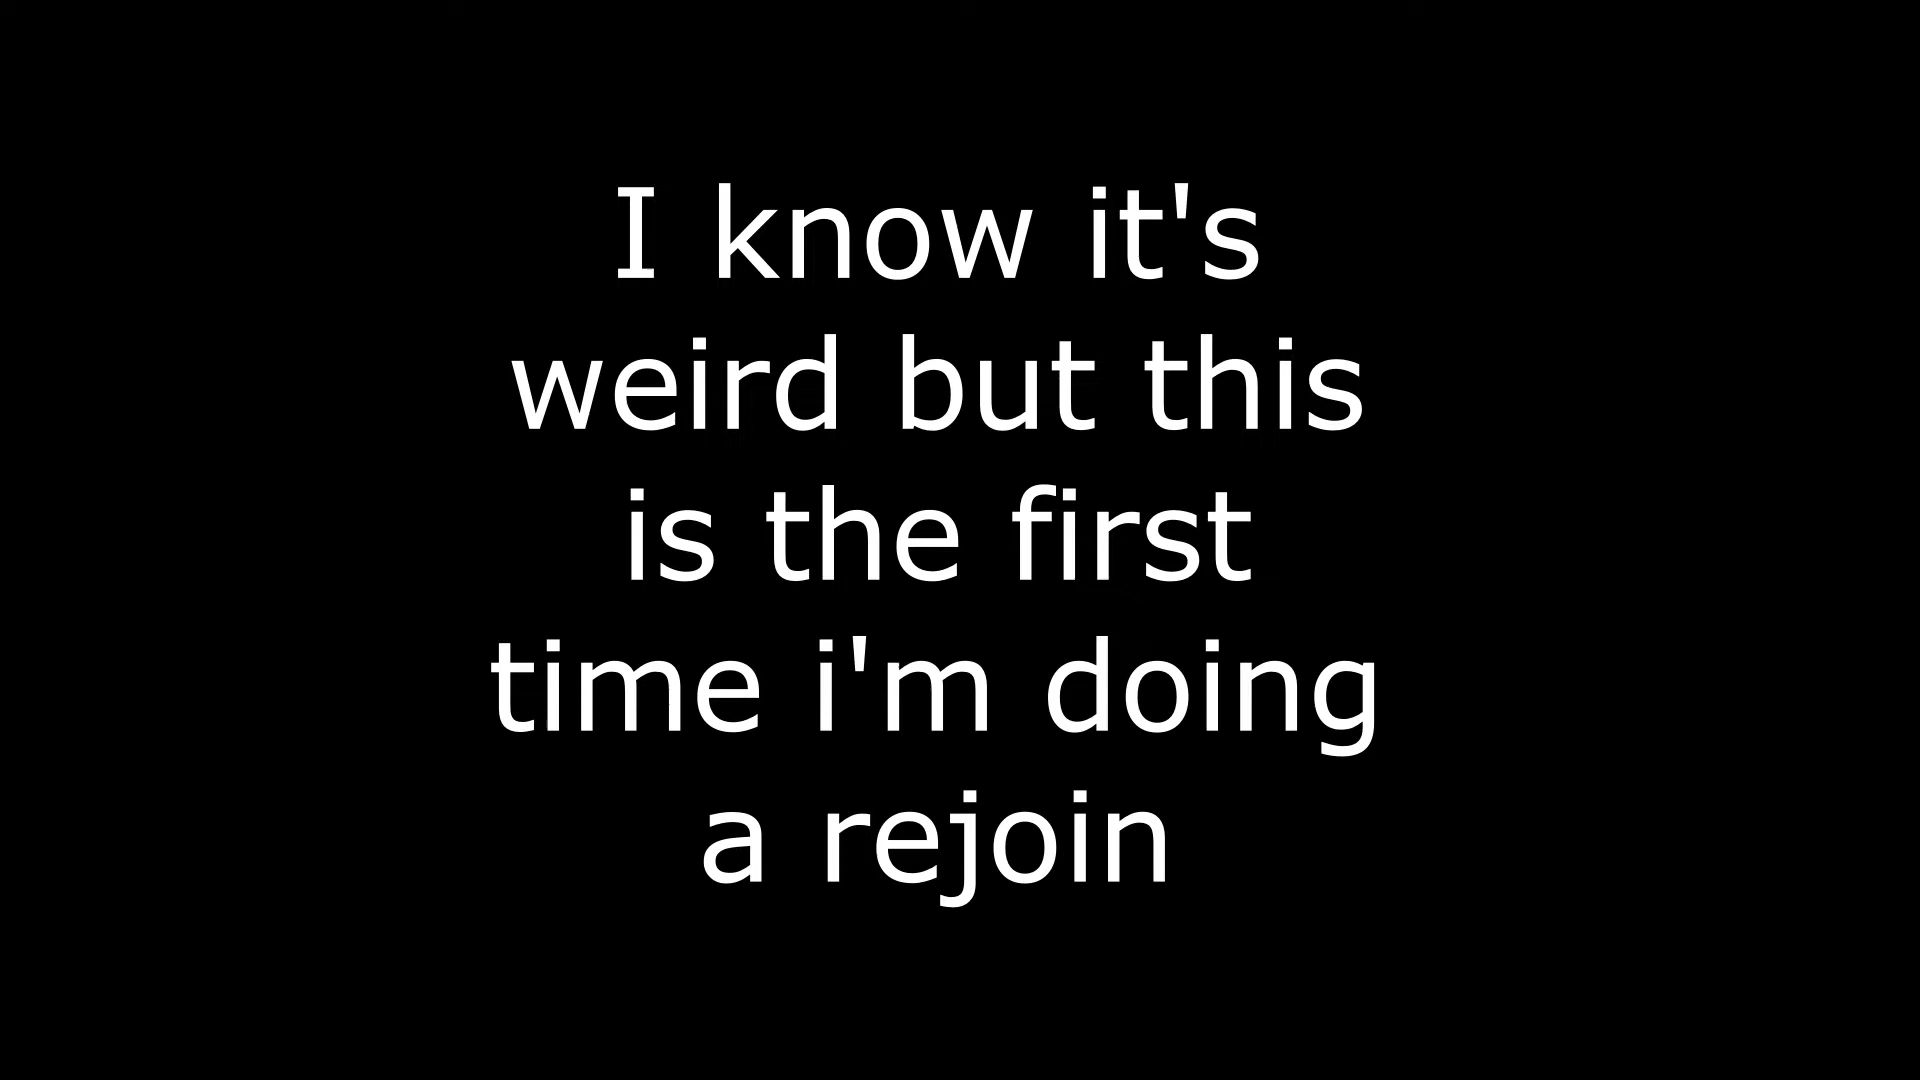 I know it's
weird but this
is the first
time i'm doing
a rejoin